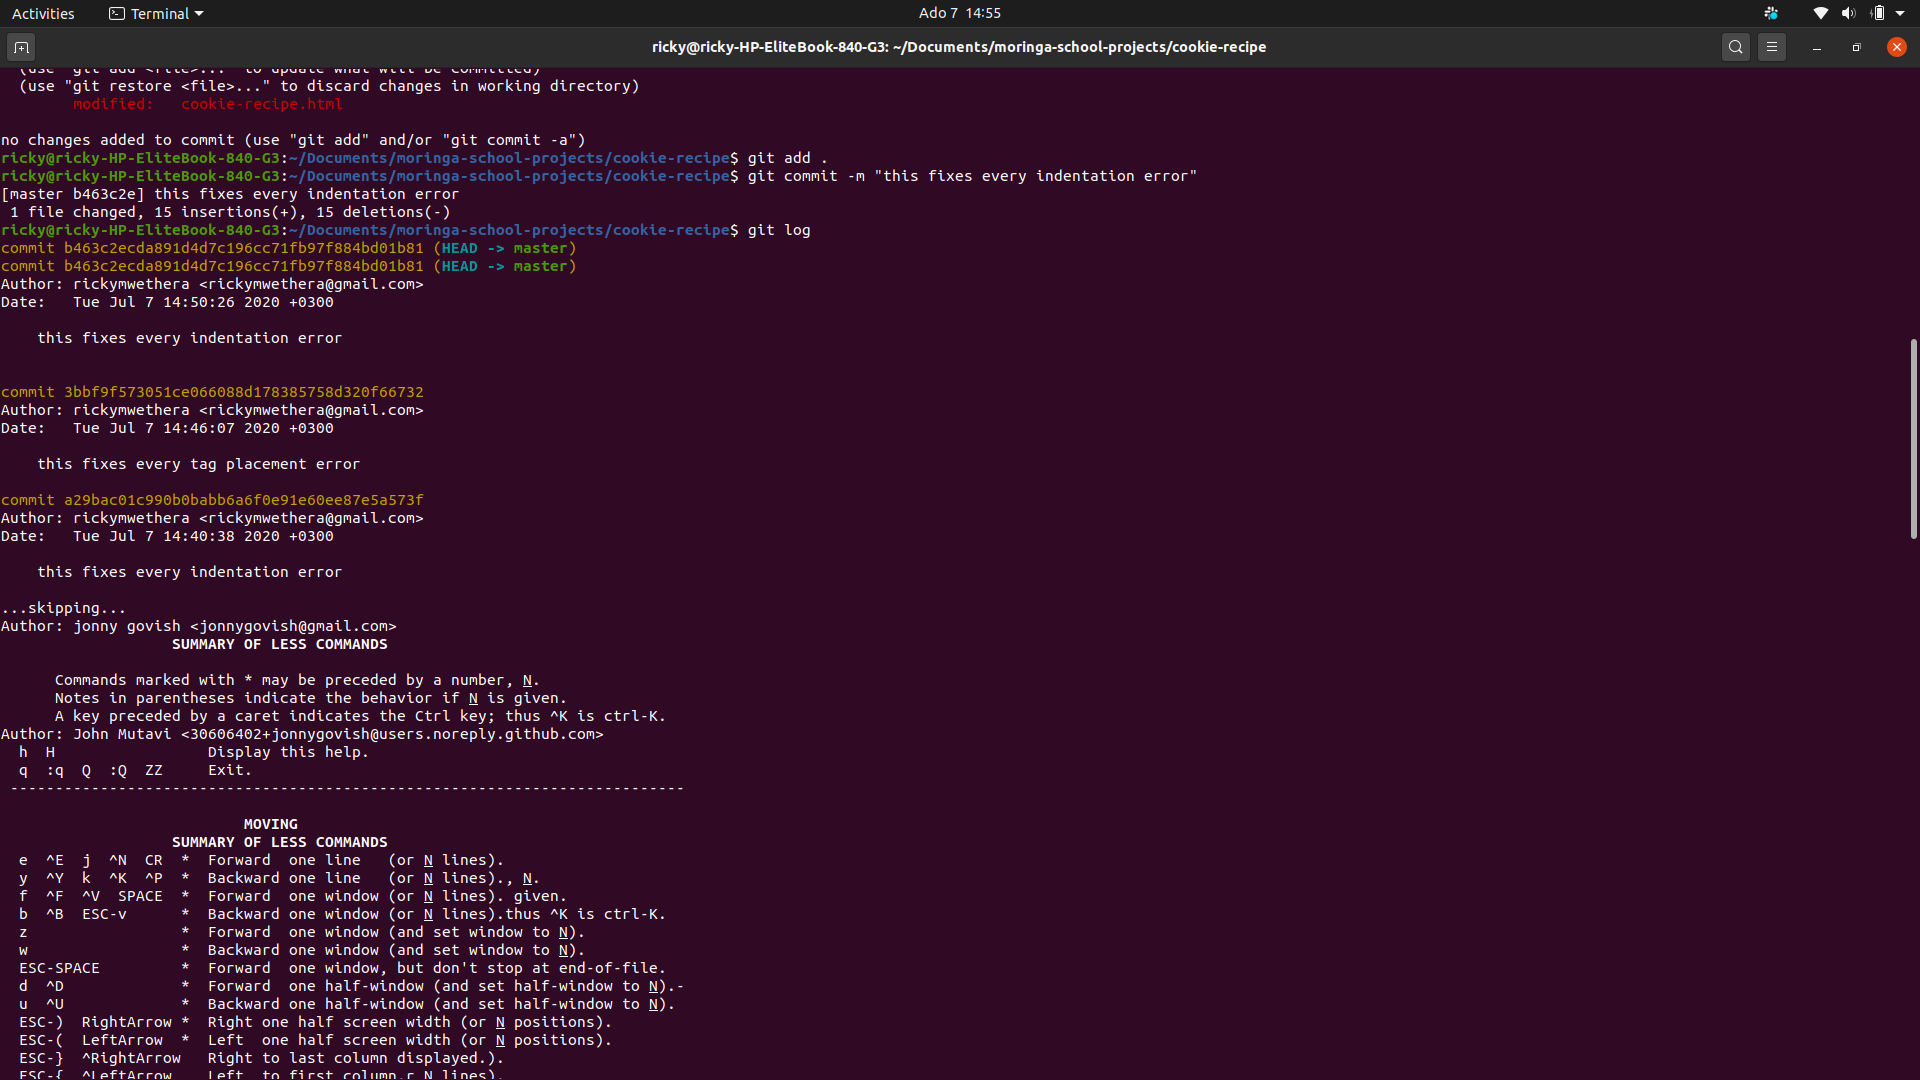 Activities
Terminal
Ado 7 14:55
ricky@ricky-HP-EliteBook-840-G3: ~/Documents/moringa-school-projects/cookie-recipe
(use "git add <file>..." to update what will be committed)
(use "git restore <file>..." to discard changes in working directory)
modified: cookie-recipe.html
no changes added to commit (use "git add" and/or "git commit -a")
ricky@ricky-HP-EliteBook-840-G3:~/Documents/moringa-school-projects/cookie-recipe$ git add .
ricky@ricky-HP-EliteBook-840-G3:~/Documents/moringa-school-projects/cookie-recipe$ git commit -m "this fixes every indentation error"
[master b463c2e] this fixes every indentation error
1 file changed, 15 insertions(+), 15 deletions(-)
ricky@ricky-HP-EliteBook-840-G3:~/Documents/moringa-school-projects/cookie-recipe$ git log
commit b463c2ecda891d4d7c196cc71fb97f884bd01b81 (HEAD -> master)
commit b463c2ecda891d4d7c196cc71fb97f884bd01b81 (HEAD -> master)
Author: rickymwethera <rickymwethera@gmail.com>
Date: Tue Jul 7 14:50:26 2020 +0300
this fixes every indentation error
commit 3bbf9f573051ce066088d178385758d320f66732
Author: rickymwethera <rickymwethera@gmail.com>
Date: Tue Jul 7 14:46:07 2020 +0300
this fixes every tag placement error
commit a29bac01c990b0babb6a6f0e91e60ee87e5a573f
Author: rickymwethera <rickymwethera@gmail.com>
Date: Tue Jul 7 14:40:38 2020 +0300
this fixes every indentation error
...skipping...
Author: jonny govish <jonnygovish@gmail.com>
SUMMARY OF LESS COMMANDS
Commands marked with * may be preceded by a number, N.
Notes in parentheses indicate the behavior if N is given.
A key preceded by a caret indicates the Ctrl key; thus ^K is ctrl-K.
Author: John Mutavi <30606402+jonnygovish@users.noreply.github.com>
h H Display this help.
q :q Q :Q ZZ Exit.
---------------------------------------------------------------------------
MOVING
SUMMARY OF LESS COMMANDS
e ^E j ^N CR * Forward one line (or N lines).
y ^Y k ^K ^P * Backward one line (or N lines)., N.
f ^F ^V SPACE * Forward one window (or N lines). given.
b ^B ESC-v * Backward one window (or N lines).thus ^K is ctrl-K.
z * Forward one window (and set window to N).
w * Backward one window (and set window to N).
ESC-SPACE * Forward one window, but don't stop at end-of-file.
d ^D * Forward one half-window (and set half-window to N).-
u ^U * Backward one half-window (and set half-window to N).
ESC-) RightArrow * Right one half screen width (or N positions).
ESC-( LeftArrow * Left one half screen width (or N positions).
ESC-} ^RightArrow Right to last column displayed.).
ESC-{ ^LeftArrow Left to first column.r N lines).